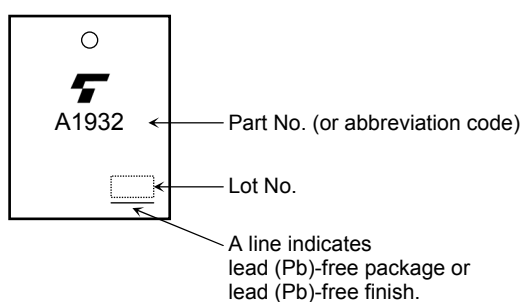 A1932
Part No. (or abbreviation code)
Lot No.
A line indicates
lead (Pb)-free package or
lead (Pb)-free finish.